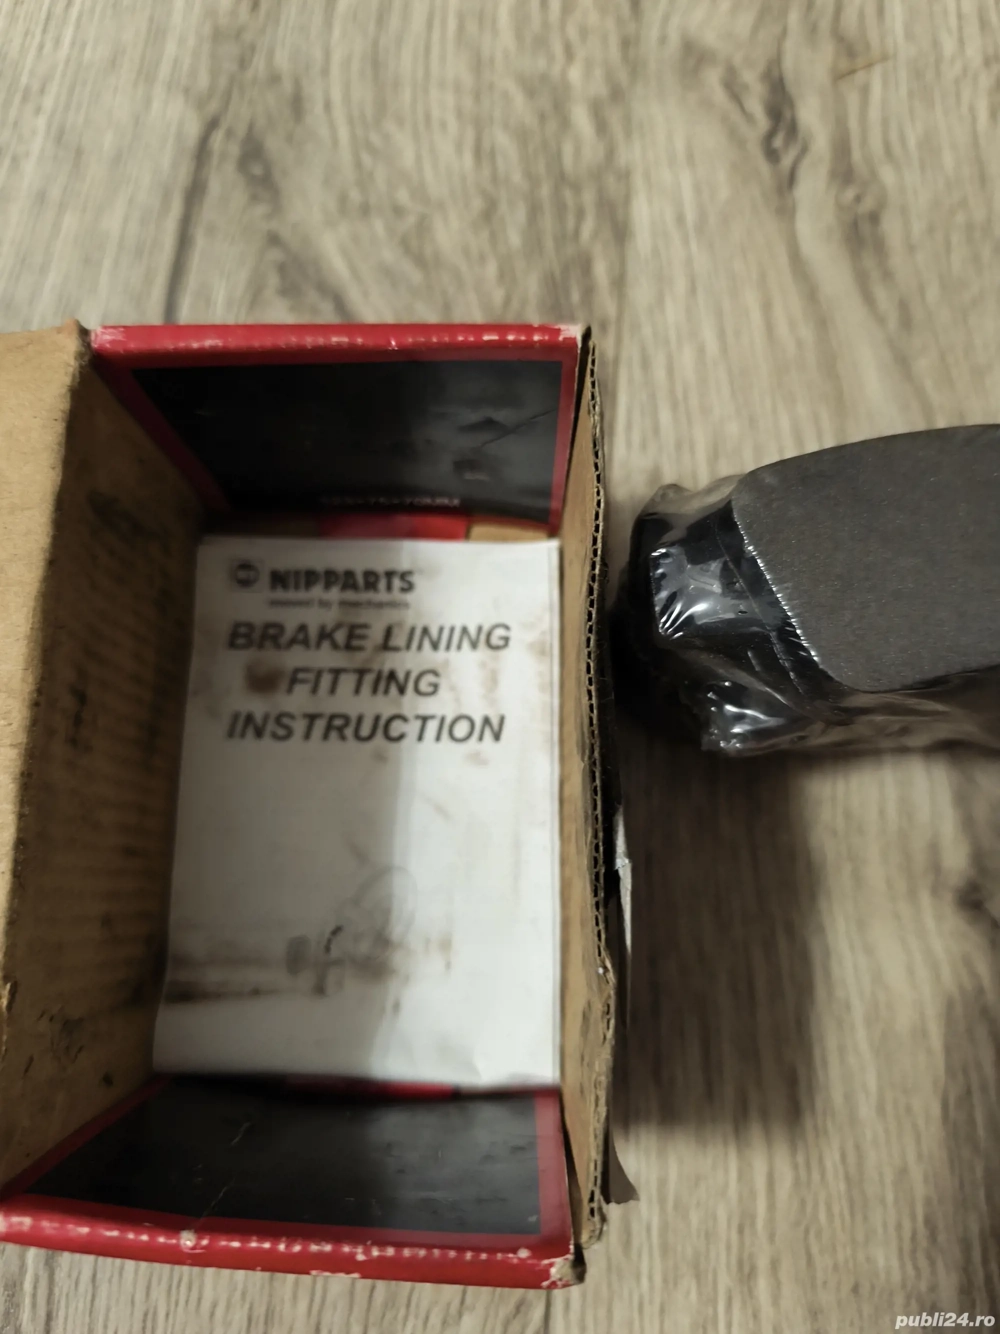 NIPPARTS
BRAKE LINING
FITTING
INSTRUCTION
publi24.ro